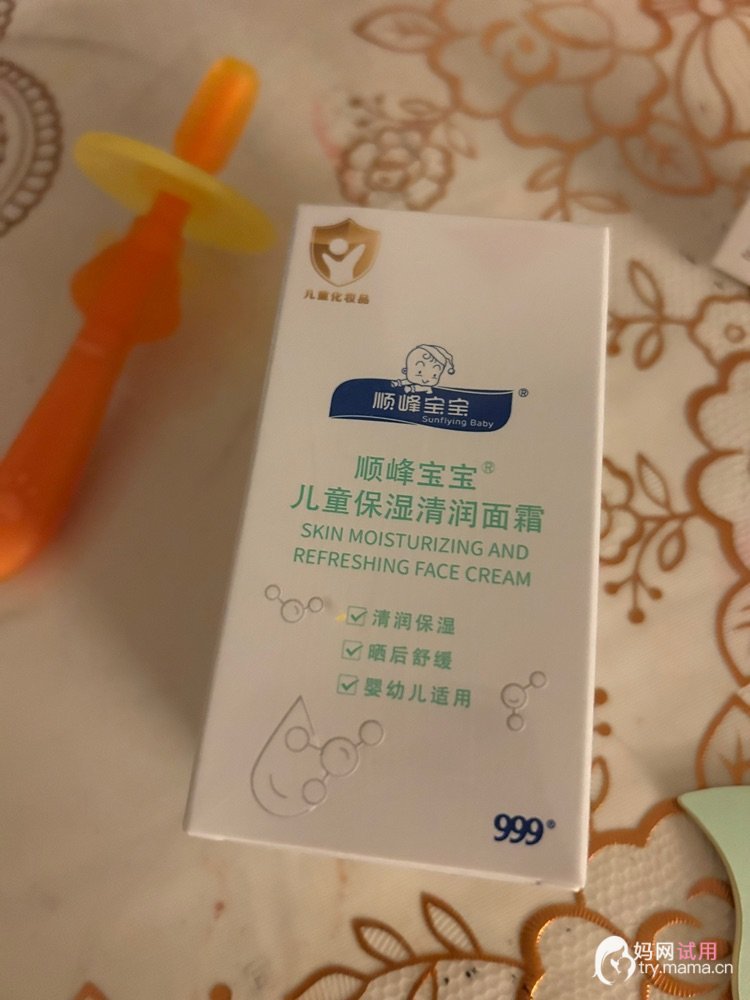 儿童化妆品
顺峰宝宝®
Sunflying Baby
顺峰宝宝®
儿童保湿清润面霜
SKIN MOISTURIZING AND
REFRESHING FACE CREAM
清润保湿
晒后舒缓
婴幼儿适用
999®
妈网试用
try.mama.cn